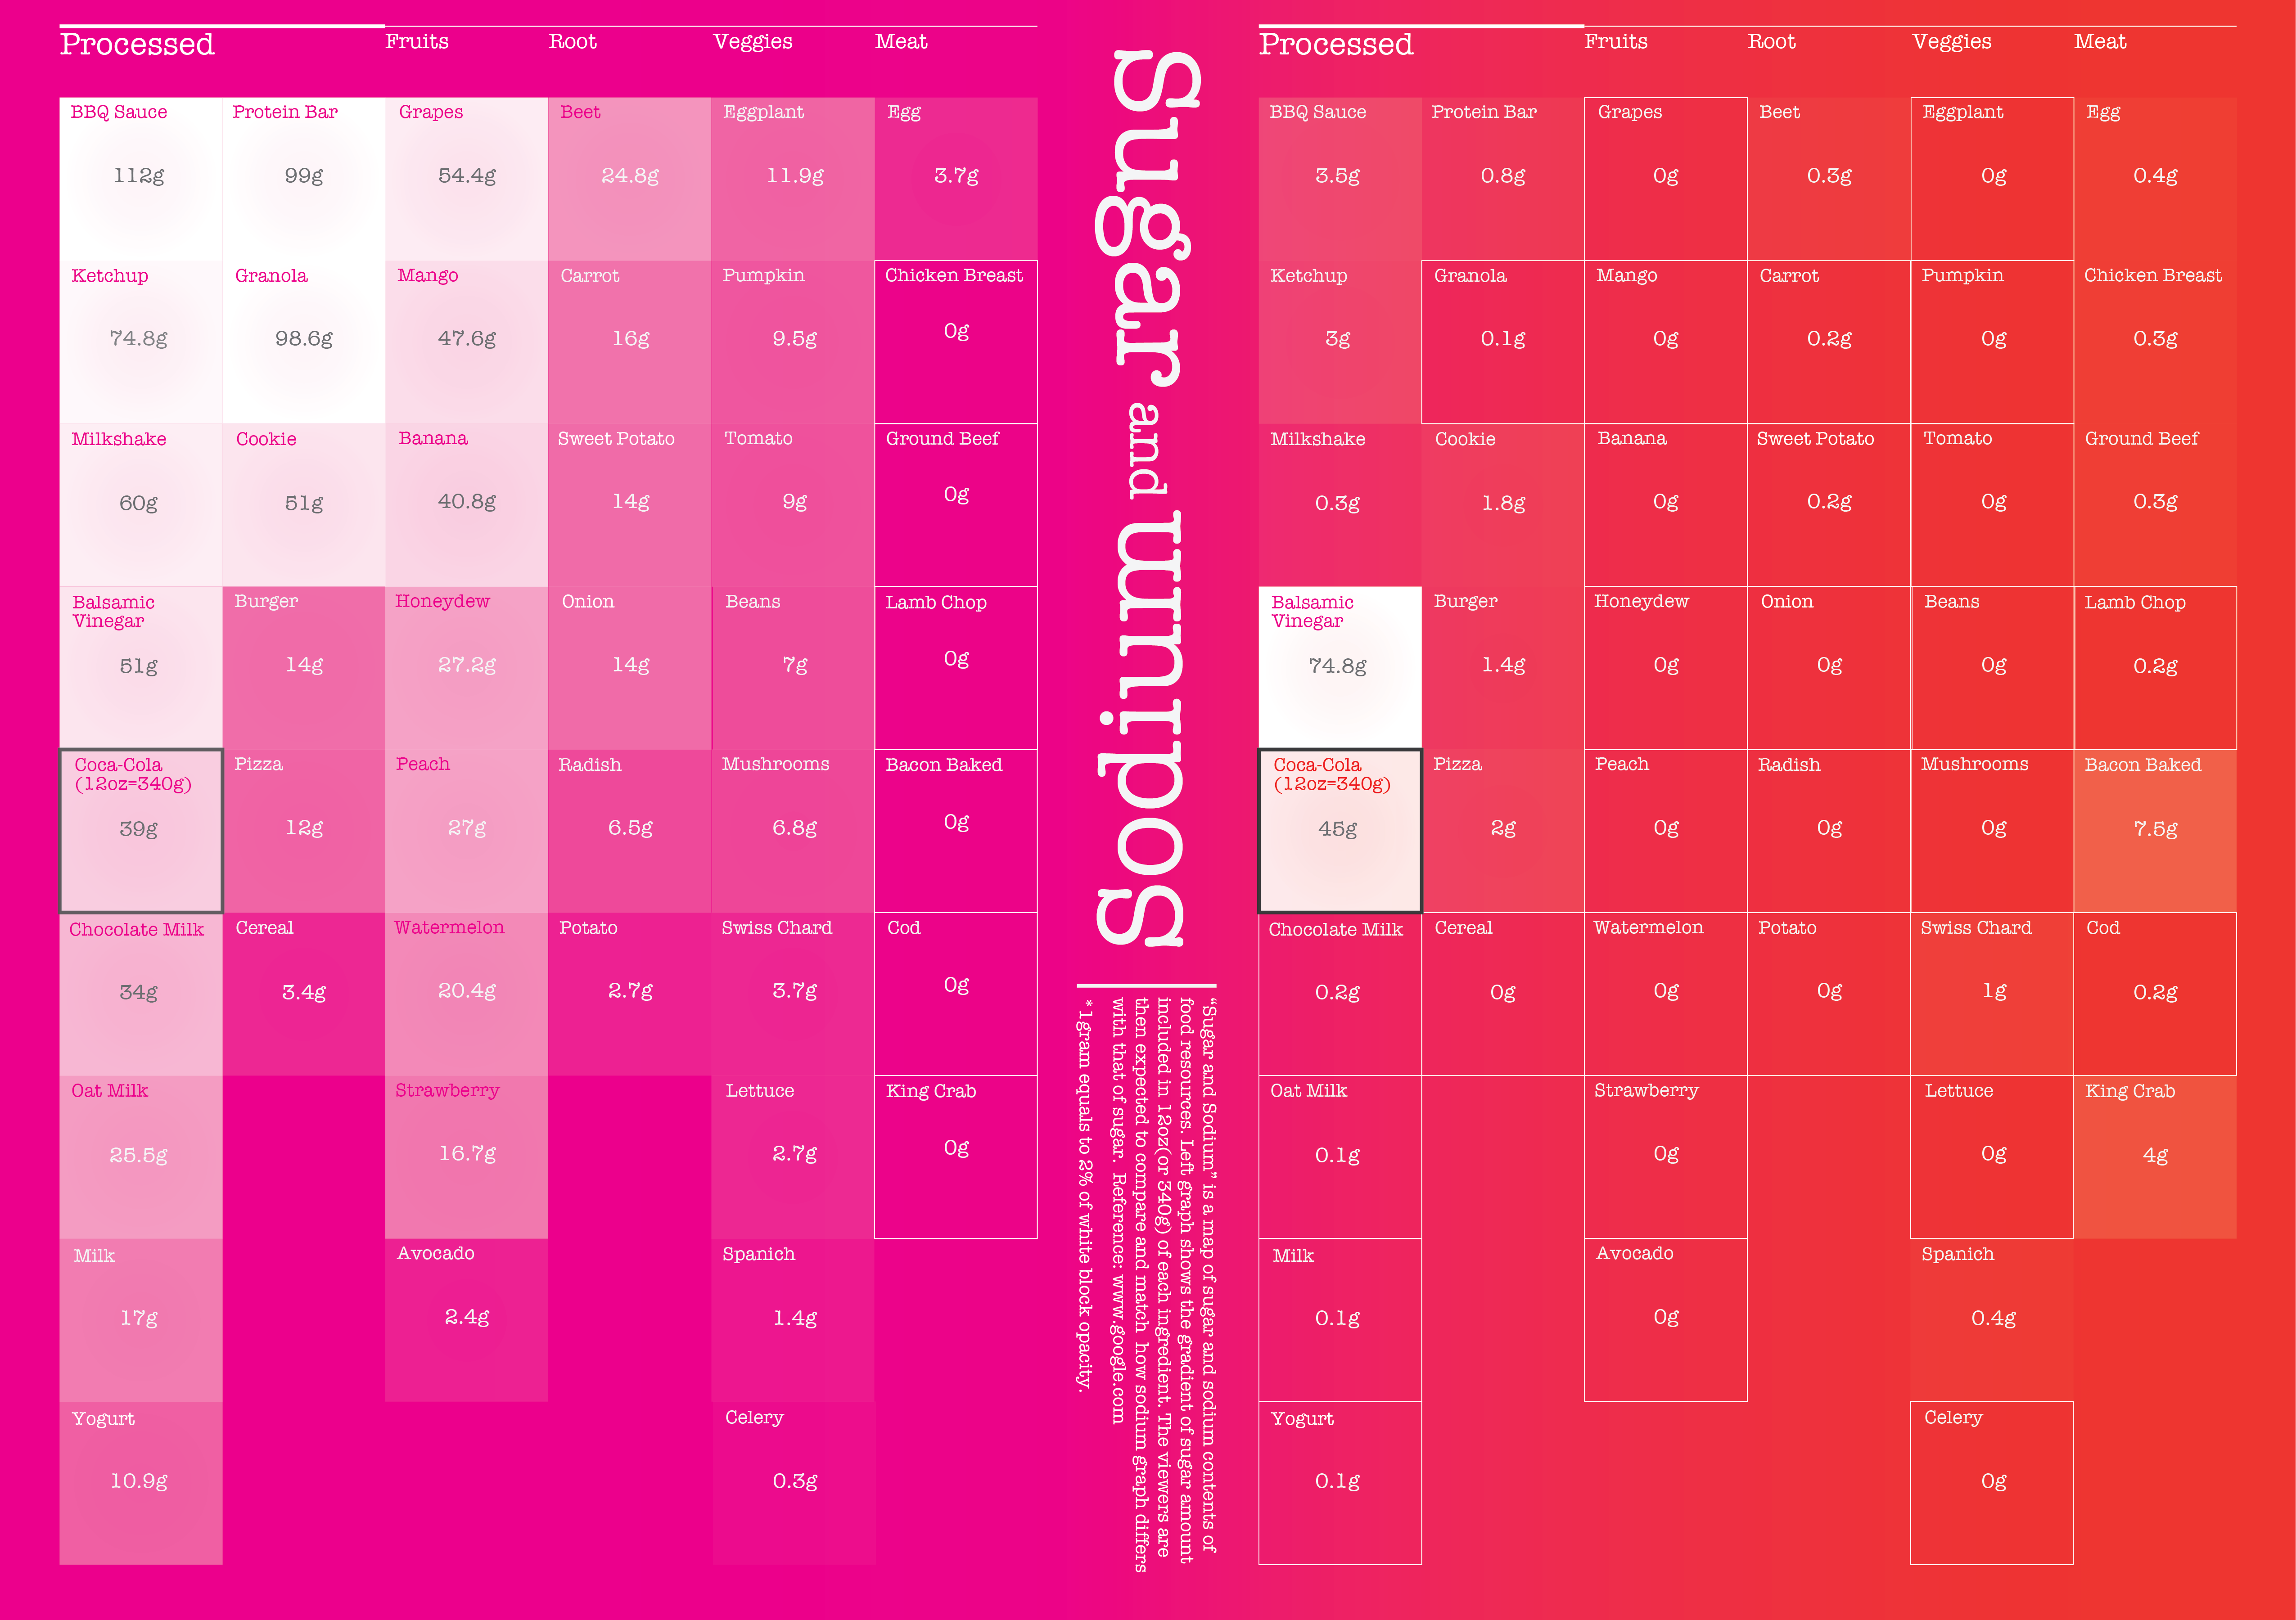 Processed Fruits Root Veggies Meat
BBQ Sauce Protein Bar Grapes Beet Eggplant Egg
112g 99g 54.4g 24.8g 11.9g 3.7g
Ketchup Granola Mango Carrot Pumpkin Chicken Breast
74.8g 98.6g 47.6g 16g 9.5g 0g
Milkshake Cookie Banana Sweet Potato Tomato Ground Beef
60g 51g 40.8g 14g 9g 0g
Balsamic Burger Honeydew Onion Beans Lamb Chop
Vinegar
51g 14g 27.2g 14g 7g 0g
Coca-Cola Pizza Peach Radish Mushrooms Bacon Baked
(12oz=340g)
39g 12g 27g 6.5g 6.8g 0g
Chocolate Milk Cereal Watermelon Potato Swiss Chard Cod
34g 3.4g 20.4g 2.7g 3.7g 0g
Oat Milk Strawberry Lettuce King Crab
25.5g 16.7g 2.7g 0g
Milk Avocado Spanich
17g 2.4g 1.4g
Yogurt Celery
10.9g 0.3g
Sugar and Sodium
“Sugar and Sodium” is a map of sugar and sodium contents of
food resources. Left graph shows the gradient of sugar amount
included in 12oz(or 340g) of each ingredient. The viewers are
then expected to compare and match how sodium graph differs
with that of sugar. Reference: www.google.com
* 1gram equals to 2% of white block opacity.
Processed Fruits Root Veggies Meat
BBQ Sauce Protein Bar Grapes Beet Eggplant Egg
3.5g 0.8g 0g 0.3g 0g 0.4g
Ketchup Granola Mango Carrot Pumpkin Chicken Breast
3g 0.1g 0g 0.2g 0g 0.3g
Milkshake Cookie Banana Sweet Potato Tomato Ground Beef
0.3g 1.8g 0g 0.2g 0g 0.3g
Balsamic Burger Honeydew Onion Beans Lamb Chop
Vinegar
74.8g 1.4g 0g 0g 0g 0.2g
Coca-Cola Pizza Peach Radish Mushrooms Bacon Baked
(12oz=340g)
45g 2g 0g 0g 0g 7.5g
Chocolate Milk Cereal Watermelon Potato Swiss Chard Cod
0.2g 0g 0g 0g 1g 0.2g
Oat Milk Strawberry Lettuce King Crab
0.1g 0g 0g 4g
Milk Avocado Spanich
0.1g 0g 0.4g
Yogurt Celery
0.1g 0g